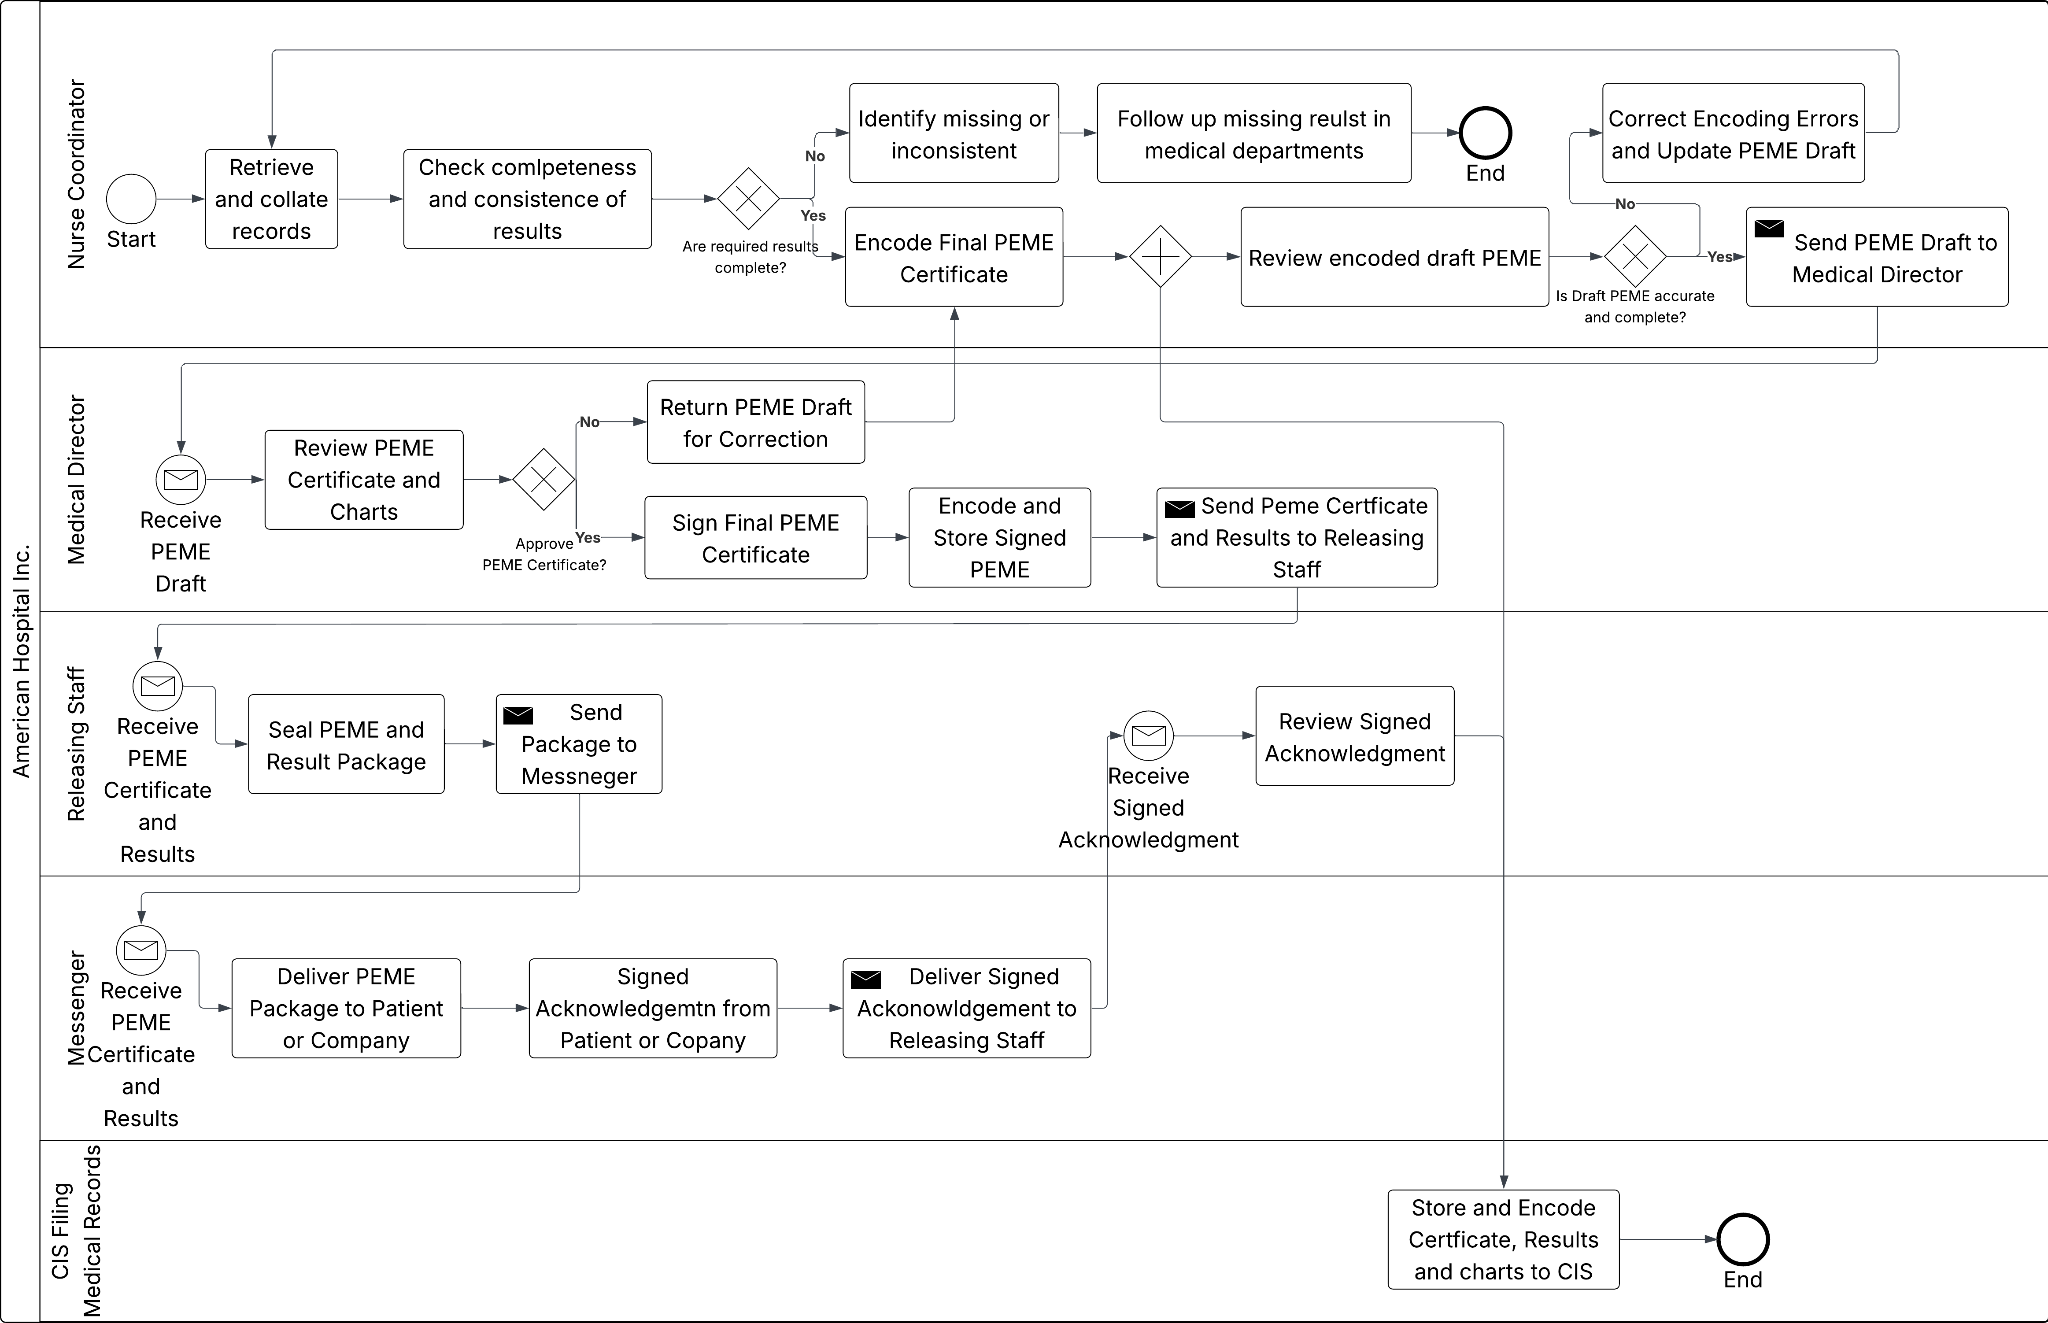 American Hospital Inc.
Nurse Coordinator
Start
Retrieve
and collate
records
Check comlpeteness
and consistence of
results
Are required results
complete?
No
Yes
Identify missing or
inconsistent
Follow up missing reulst in
medical departments
End
Encode Final PEME
Certificate
Review encoded draft PEME
Is Draft PEME accurate
and complete?
No
Yes
Correct Encoding Errors
and Update PEME Draft
Send PEME Draft to
Medical Director
Medical Director
Receive
PEME
Draft
Review PEME
Certificate and
Charts
Approve
PEME Certificate?
No
Yes
Return PEME Draft
for Correction
Sign Final PEME
Certificate
Encode and
Store Signed
PEME
Send Peme Certficate
and Results to Releasing
Staff
Releasing Staff
Receive
PEME
Certificate
and
Results
Seal PEME and
Result Package
Send
Package to
Messneger
Receive
Signed
Acknowledgment
Review Signed
Acknowledgment
Messenger
Receive
PEME
Certificate
and
Results
Deliver PEME
Package to Patient
or Company
Signed
Acknowledgemtn from
Patient or Copany
Deliver Signed
Ackonowldgement to
Releasing Staff
CIS Filing
Medical Records
Store and Encode
Certficate, Results
and charts to CIS
End